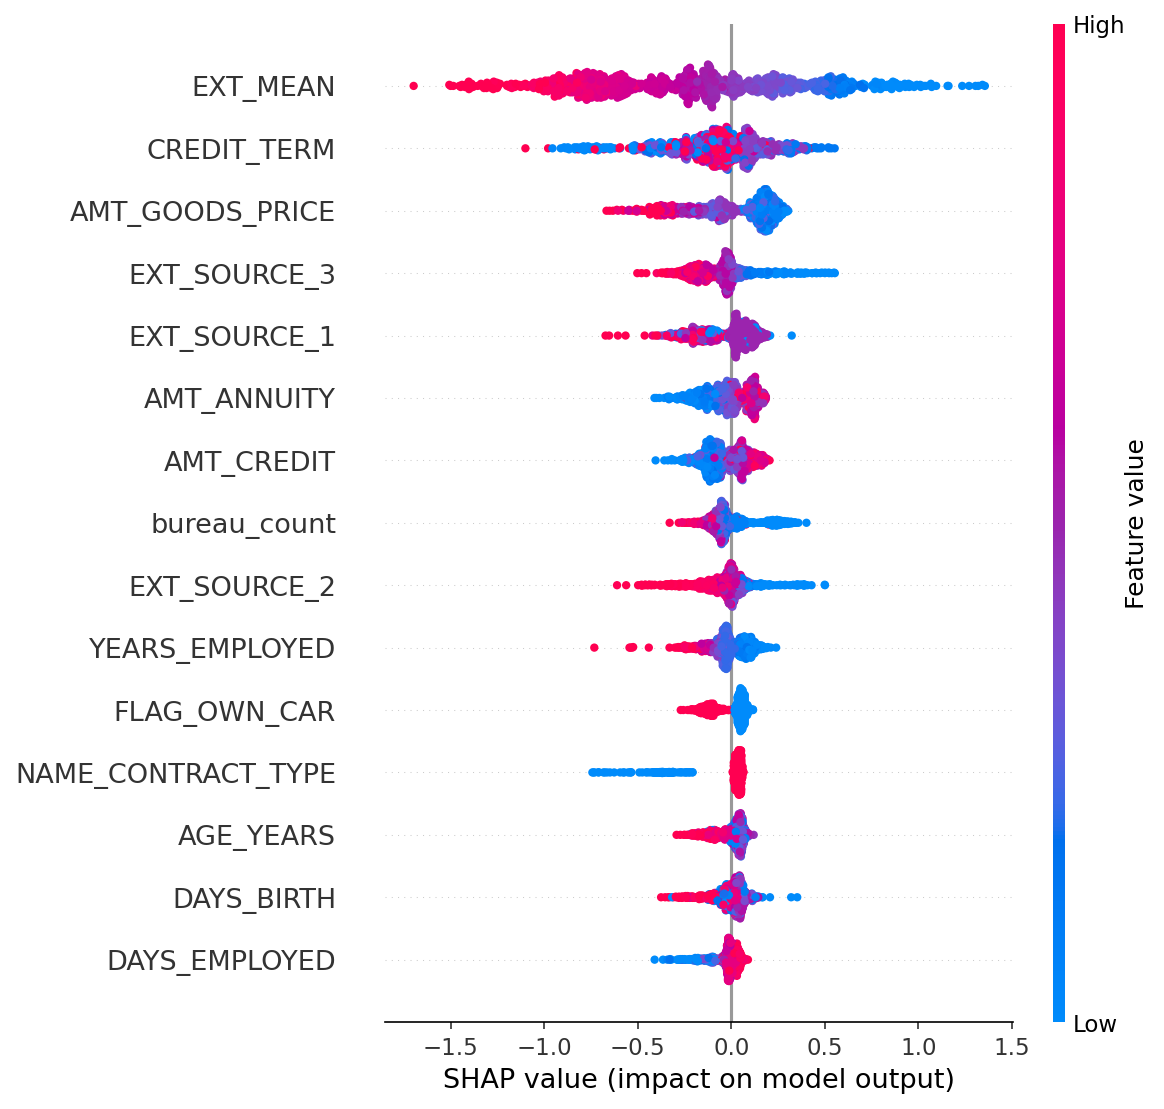 High
EXT_MEAN
CREDIT_TERM
AMT_GOODS_PRICE
EXT_SOURCE_3
EXT_SOURCE_1
AMT_ANNUITY
AMT_CREDIT
bureau_count
EXT_SOURCE_2
YEARS_EMPLOYED
FLAG_OWN_CAR
NAME_CONTRACT_TYPE
AGE_YEARS
DAYS_BIRTH
DAYS_EMPLOYED
Feature value
Low
−1.5 −1.0 −0.5 0.0 0.5 1.0 1.5
SHAP value (impact on model output)